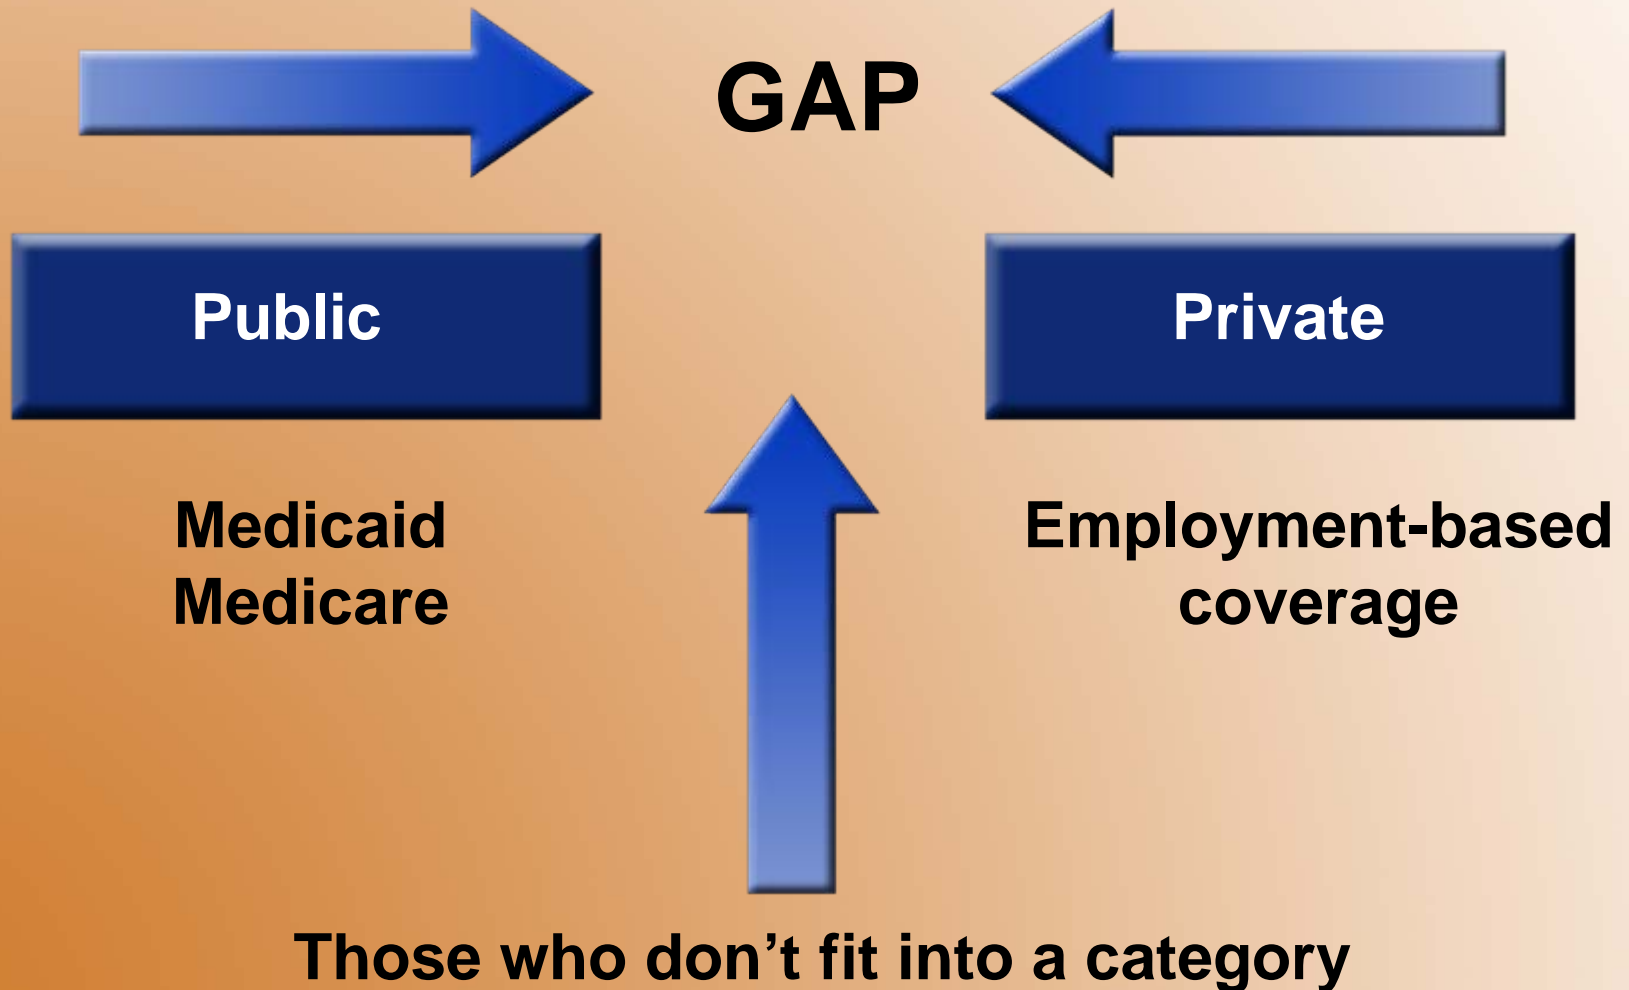 GAP
Public
Private
Medicaid
Medicare
Employment-based
coverage
Those who don’t fit into a category